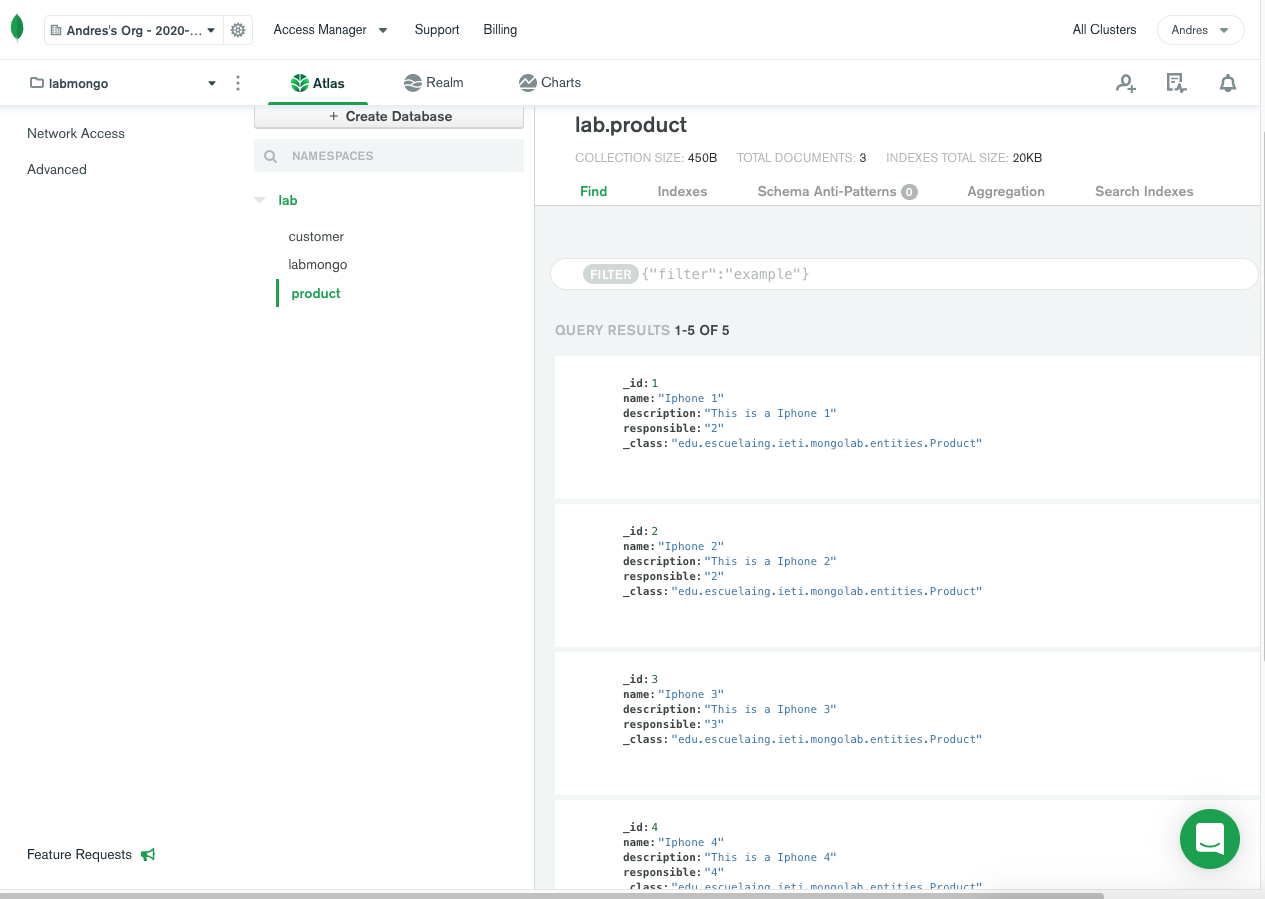 Andres's Org - 2020-...
Access Manager
Support
Billing
All Clusters
Andres
labmongo
Atlas
Realm
Charts
Network Access
Advanced
Feature Requests
+ Create Database
NAMESPACES
lab
customer
labmongo
product
lab.product
COLLECTION SIZE: 450B TOTAL DOCUMENTS: 3 INDEXES TOTAL SIZE: 20KB
Find Indexes Schema Anti-Patterns 0 Aggregation Search Indexes
FILTER {"filter":"example"}
QUERY RESULTS 1-5 OF 5
_id: 1
name: "Iphone 1"
description: "This is a Iphone 1"
responsible: "2"
_class: "edu.escuelaing.ieti.mongolab.entities.Product"
_id: 2
name: "Iphone 2"
description: "This is a Iphone 2"
responsible: "2"
_class: "edu.escuelaing.ieti.mongolab.entities.Product"
_id: 3
name: "Iphone 3"
description: "This is a Iphone 3"
responsible: "3"
_class: "edu.escuelaing.ieti.mongolab.entities.Product"
_id: 4
name: "Iphone 4"
description: "This is a Iphone 4"
responsible: "4"
_class: "edu.escuelaing.ieti.mongolab.entities.Product"